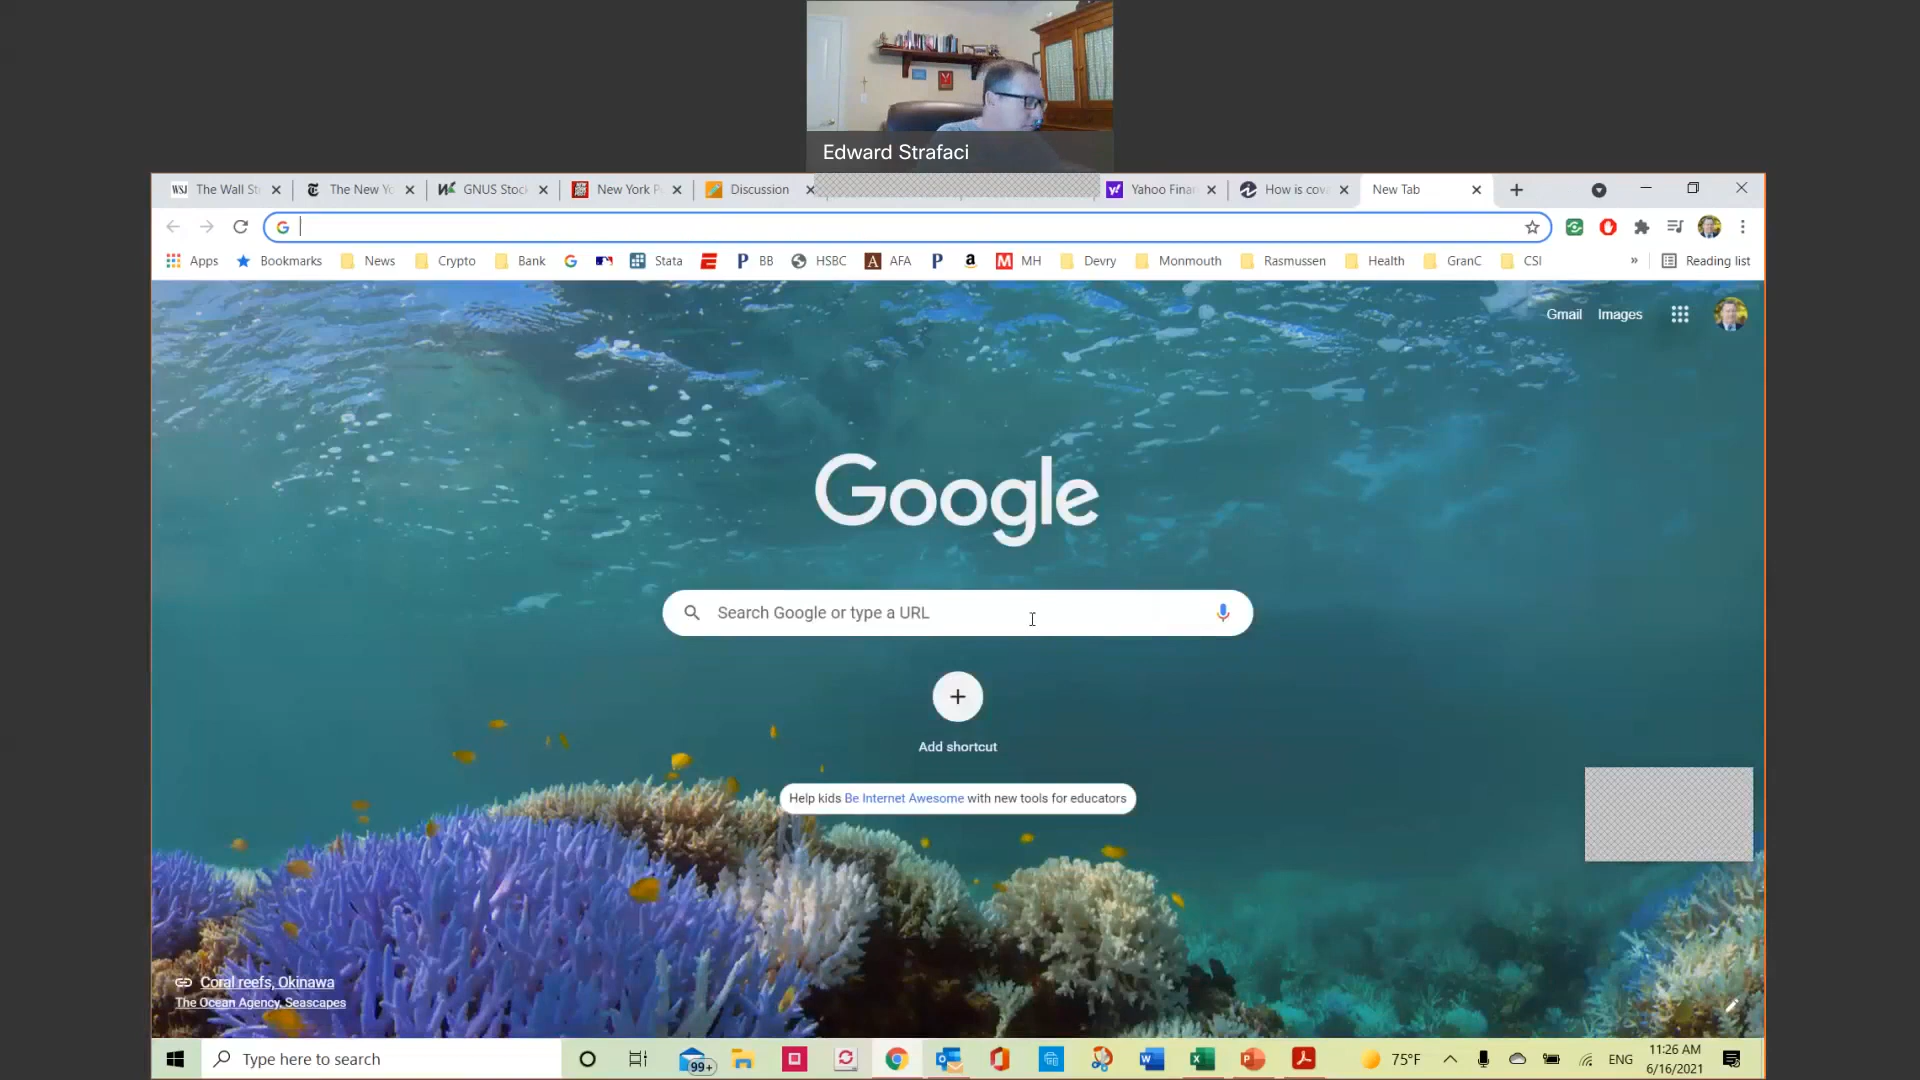 Edward Strafaci
WSJ The Wall St
The New Yo
GNUS Stoc
New York P
Discussion
Yahoo Fina
How is cov
New Tab
Apps
Bookmarks
News
Crypto
Bank
Stata
BB
HSBC
AFA
MH
Devry
Monmouth
Rasmussen
Health
GranC
CSI
»
Reading list
Gmail
Images
Google
Search Google or type a URL
Add shortcut
Help kids Be Internet Awesome with new tools for educators
Coral reefs, Okinawa
The Ocean Agency, Seascapes
Type here to search
99+
75°F
ENG
11:26 AM
6/16/2021